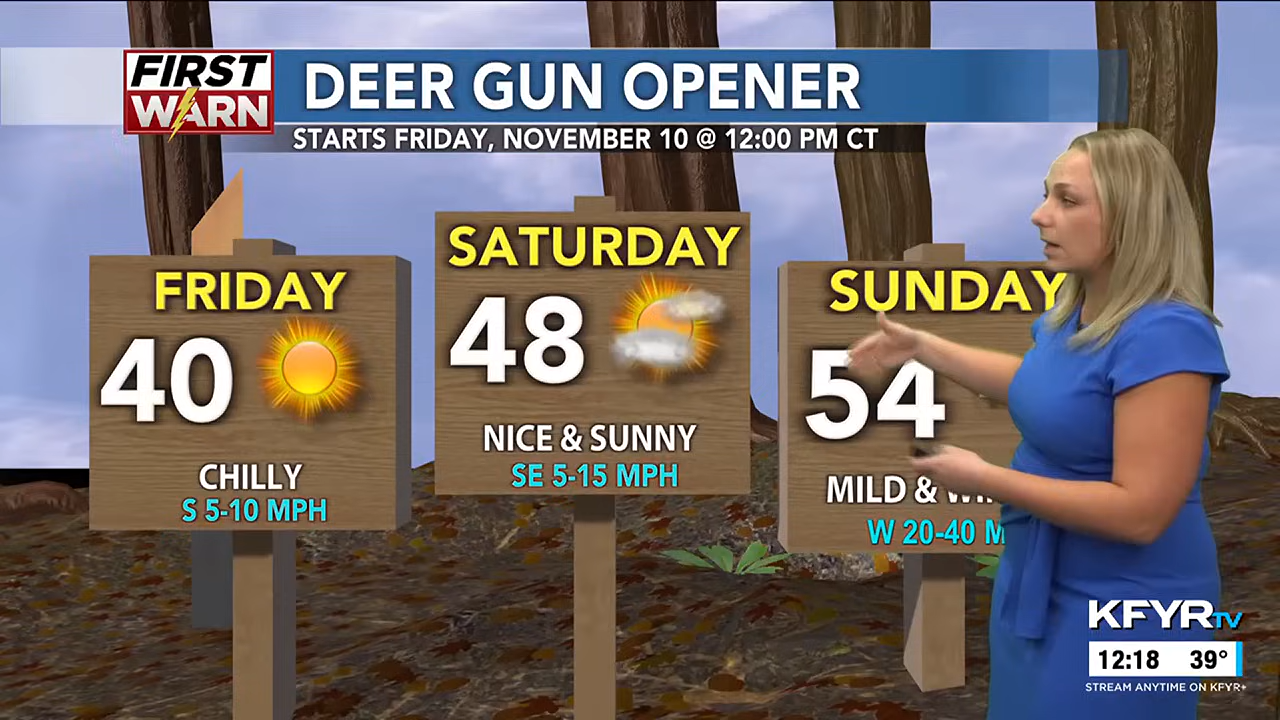 FIRST
WARN
DEER GUN OPENER
STARTS FRIDAY, NOVEMBER 10 @ 12:00 PM CT
FRIDAY
40
CHILLY
S 5-10 MPH
SATURDAY
48
NICE & SUNNY
SE 5-15 MPH
SUNDAY
54
MILD &
W 20-40
KFYR TV
12:18 39°
STREAM ANYTIME ON KFYR+